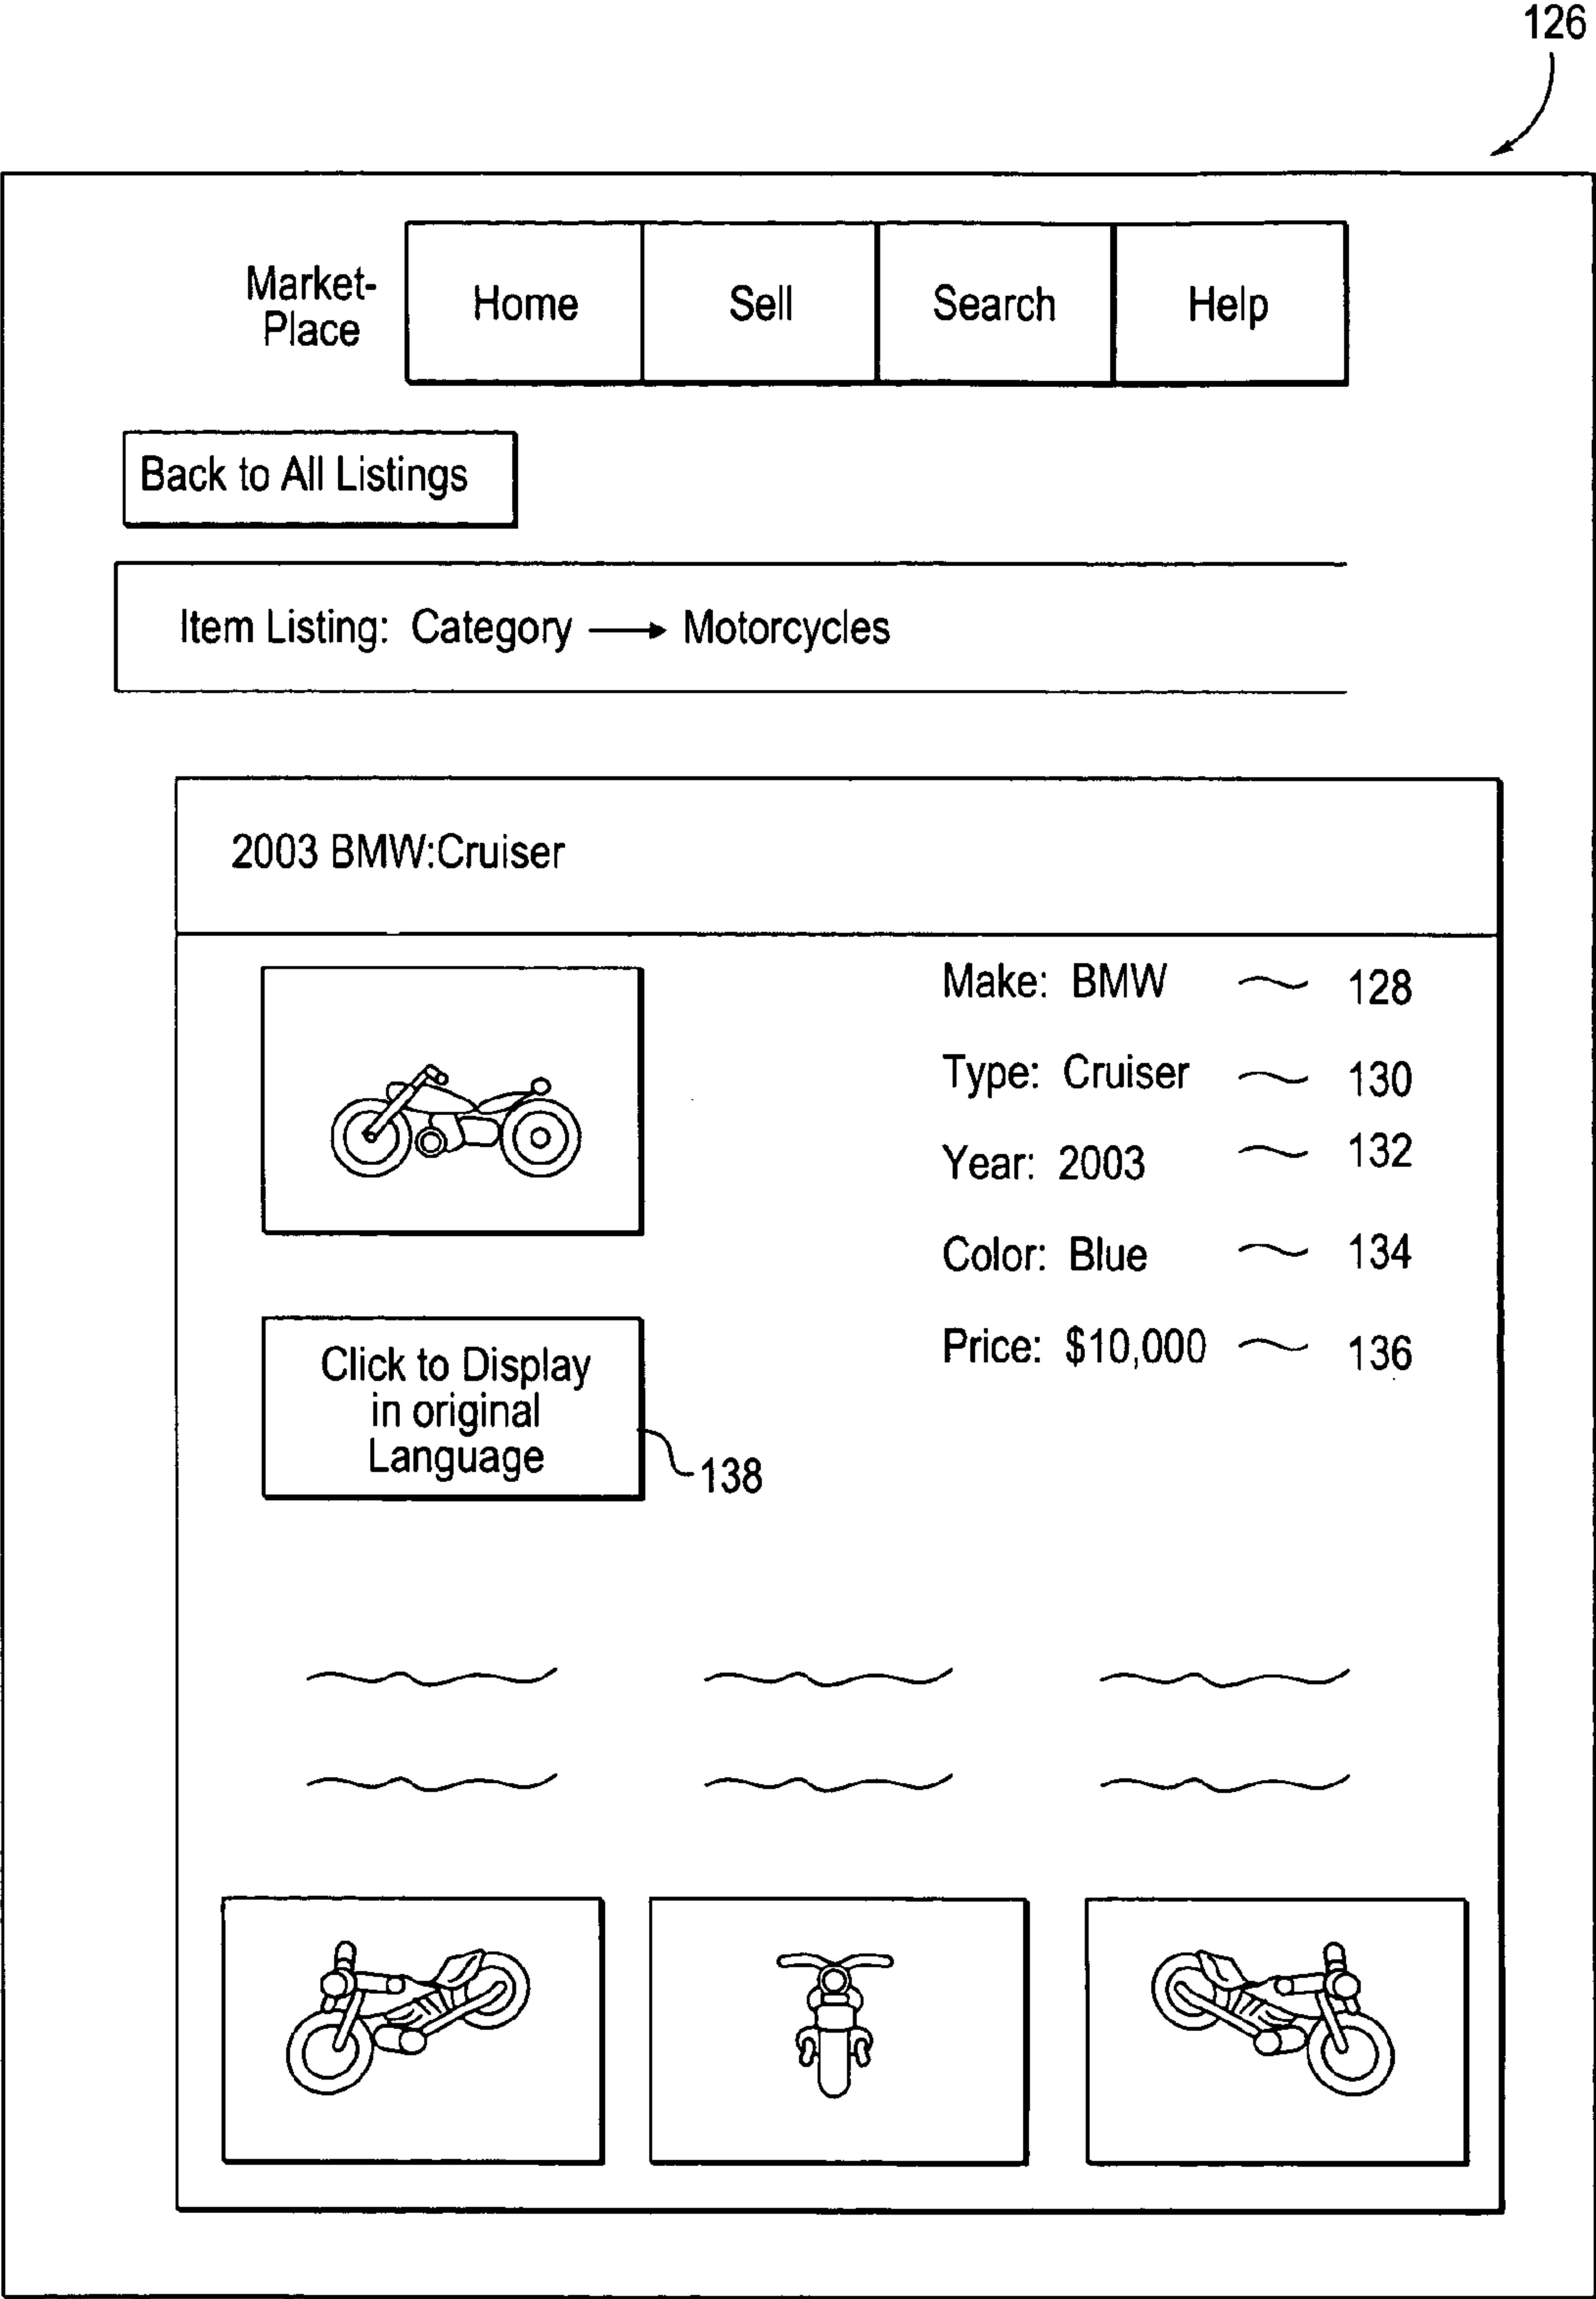 126
Market-
Place
Home
Sell
Search
Help
Back to All Listings
Item Listing: Category → Motorcycles
2003 BMW:Cruiser
Make: BMW 128
Type: Cruiser 130
Year: 2003 132
Color: Blue 134
Price: $10,000 136
Click to Display
in original
Language
138